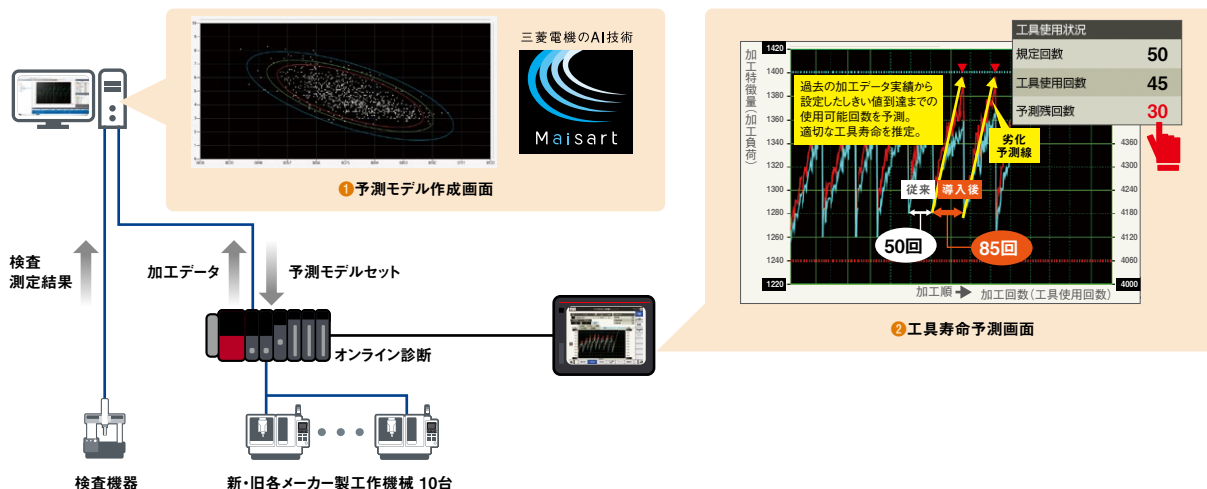 三菱電機のAI技術
Maisart
❶予測モデル作成画面
検査
測定結果
加工データ
予測モデルセット
オンライン診断
検査機器
新・旧各メーカー製工作機械 10台
工具使用状況
規定回数 50
工具使用回数 45
予測残回数 30
加工特徴量(加工負荷)
1420
1400
1380
1360
1340
1320
1300
1280
1260
1240
1220
過去の加工データ実績から
設定したしきい値到達までの
使用可能回数を予測。
適切な工具寿命を推定。
劣化
予測線
従来
導入後
50回
85回
4360
4300
4240
4180
4120
4060
4000
加工順
加工回数(工具使用回数)
❷工具寿命予測画面